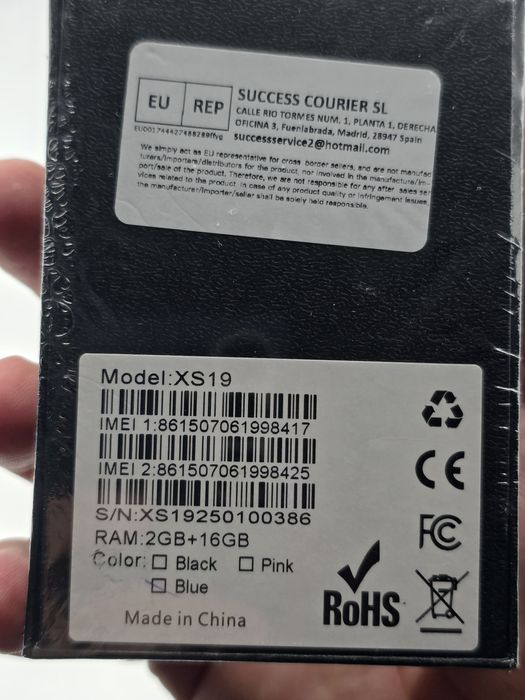 EU REP
SUCCESS COURIER SL
CALLE RIO TORMES NUM. 1, PLANTA 1, DERECHA
OFICINA 3, Fuenlabrada, Madrid, 28947 Spain
EU00174442748828
successservice2@hotmail.com
We simply act as EU representative for cross border sellers, and are not manufac
turers/importers/distributors for the product, nor involved in the manufacture/im-
port/sale of the product. Therefore, we are not responsible for any after sales ser
vices related to the product. In case of any product quality or infringement issues,
the manufacturer/importer/seller shall be solely held responsible.
Model:XS19
IMEI 1:861507061998417
IMEI 2:861507061998425
S/N:XS19250100386
RAM:2GB+16GB
Color: Black Pink
Blue
Made in China
RoHS
CE
FC